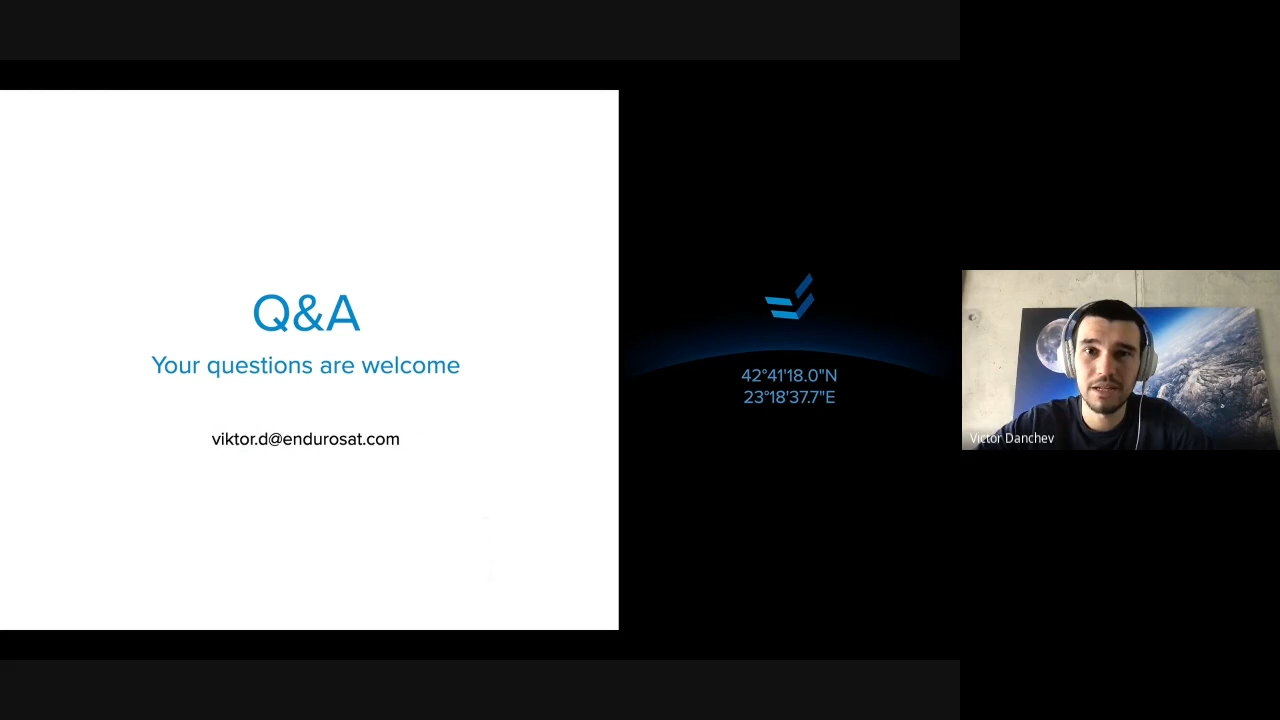 Q&A
Your questions are welcome
viktor.d@endurosat.com
42°41'18.0"N
23°18'37.7"E
Victor Danchev